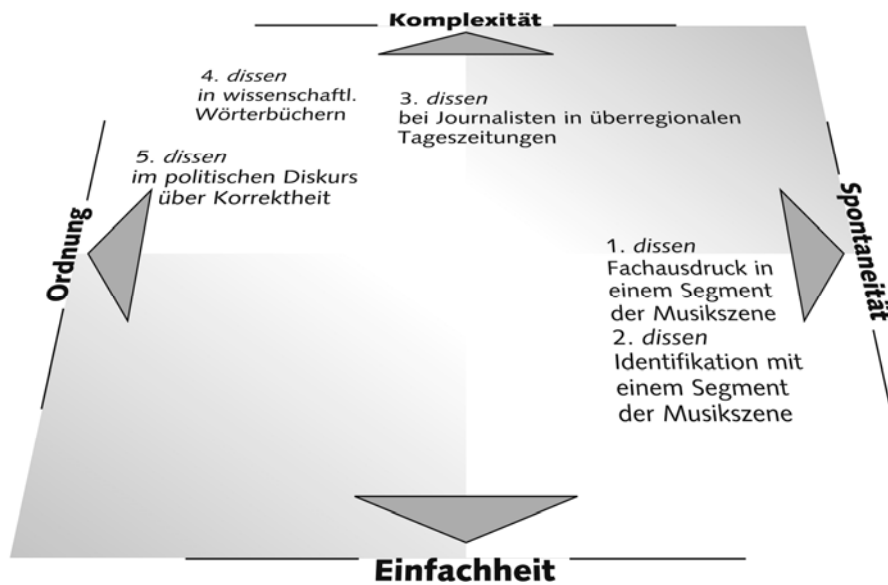 Komplexität
4. dissen
in wissenschaftl.
Wörterbüchern
3. dissen
bei Journalisten in überregionalen
Tageszeitungen
5. dissen
im politischen Diskurs
über Korrektheit
Ordnung
Spontaneität
1. dissen
Fachausdruck in
einem Segment
der Musikszene
2. dissen
Identifikation mit
einem Segment
der Musikszene
Einfachheit